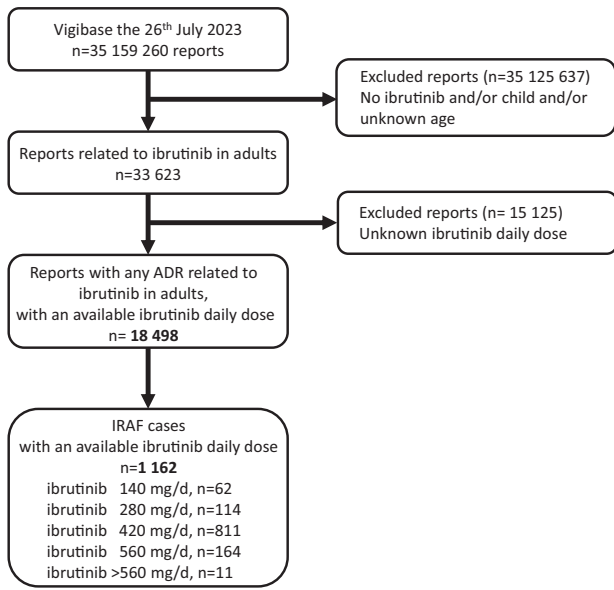 Vigibase the 26th July 2023
n=35 159 260 reports
Excluded reports (n=35 125 637)
No ibrutinib and/or child and/or
unknown age
Reports related to ibrutinib in adults
n=33 623
Excluded reports (n= 15 125)
Unknown ibrutinib daily dose
Reports with any ADR related to
ibrutinib in adults,
with an available ibrutinib daily dose
n= 18 498
IRAF cases
with an available ibrutinib daily dose
n=1 162
ibrutinib 140 mg/d, n=62
ibrutinib 280 mg/d, n=114
ibrutinib 420 mg/d, n=811
ibrutinib 560 mg/d, n=164
ibrutinib >560 mg/d, n=11